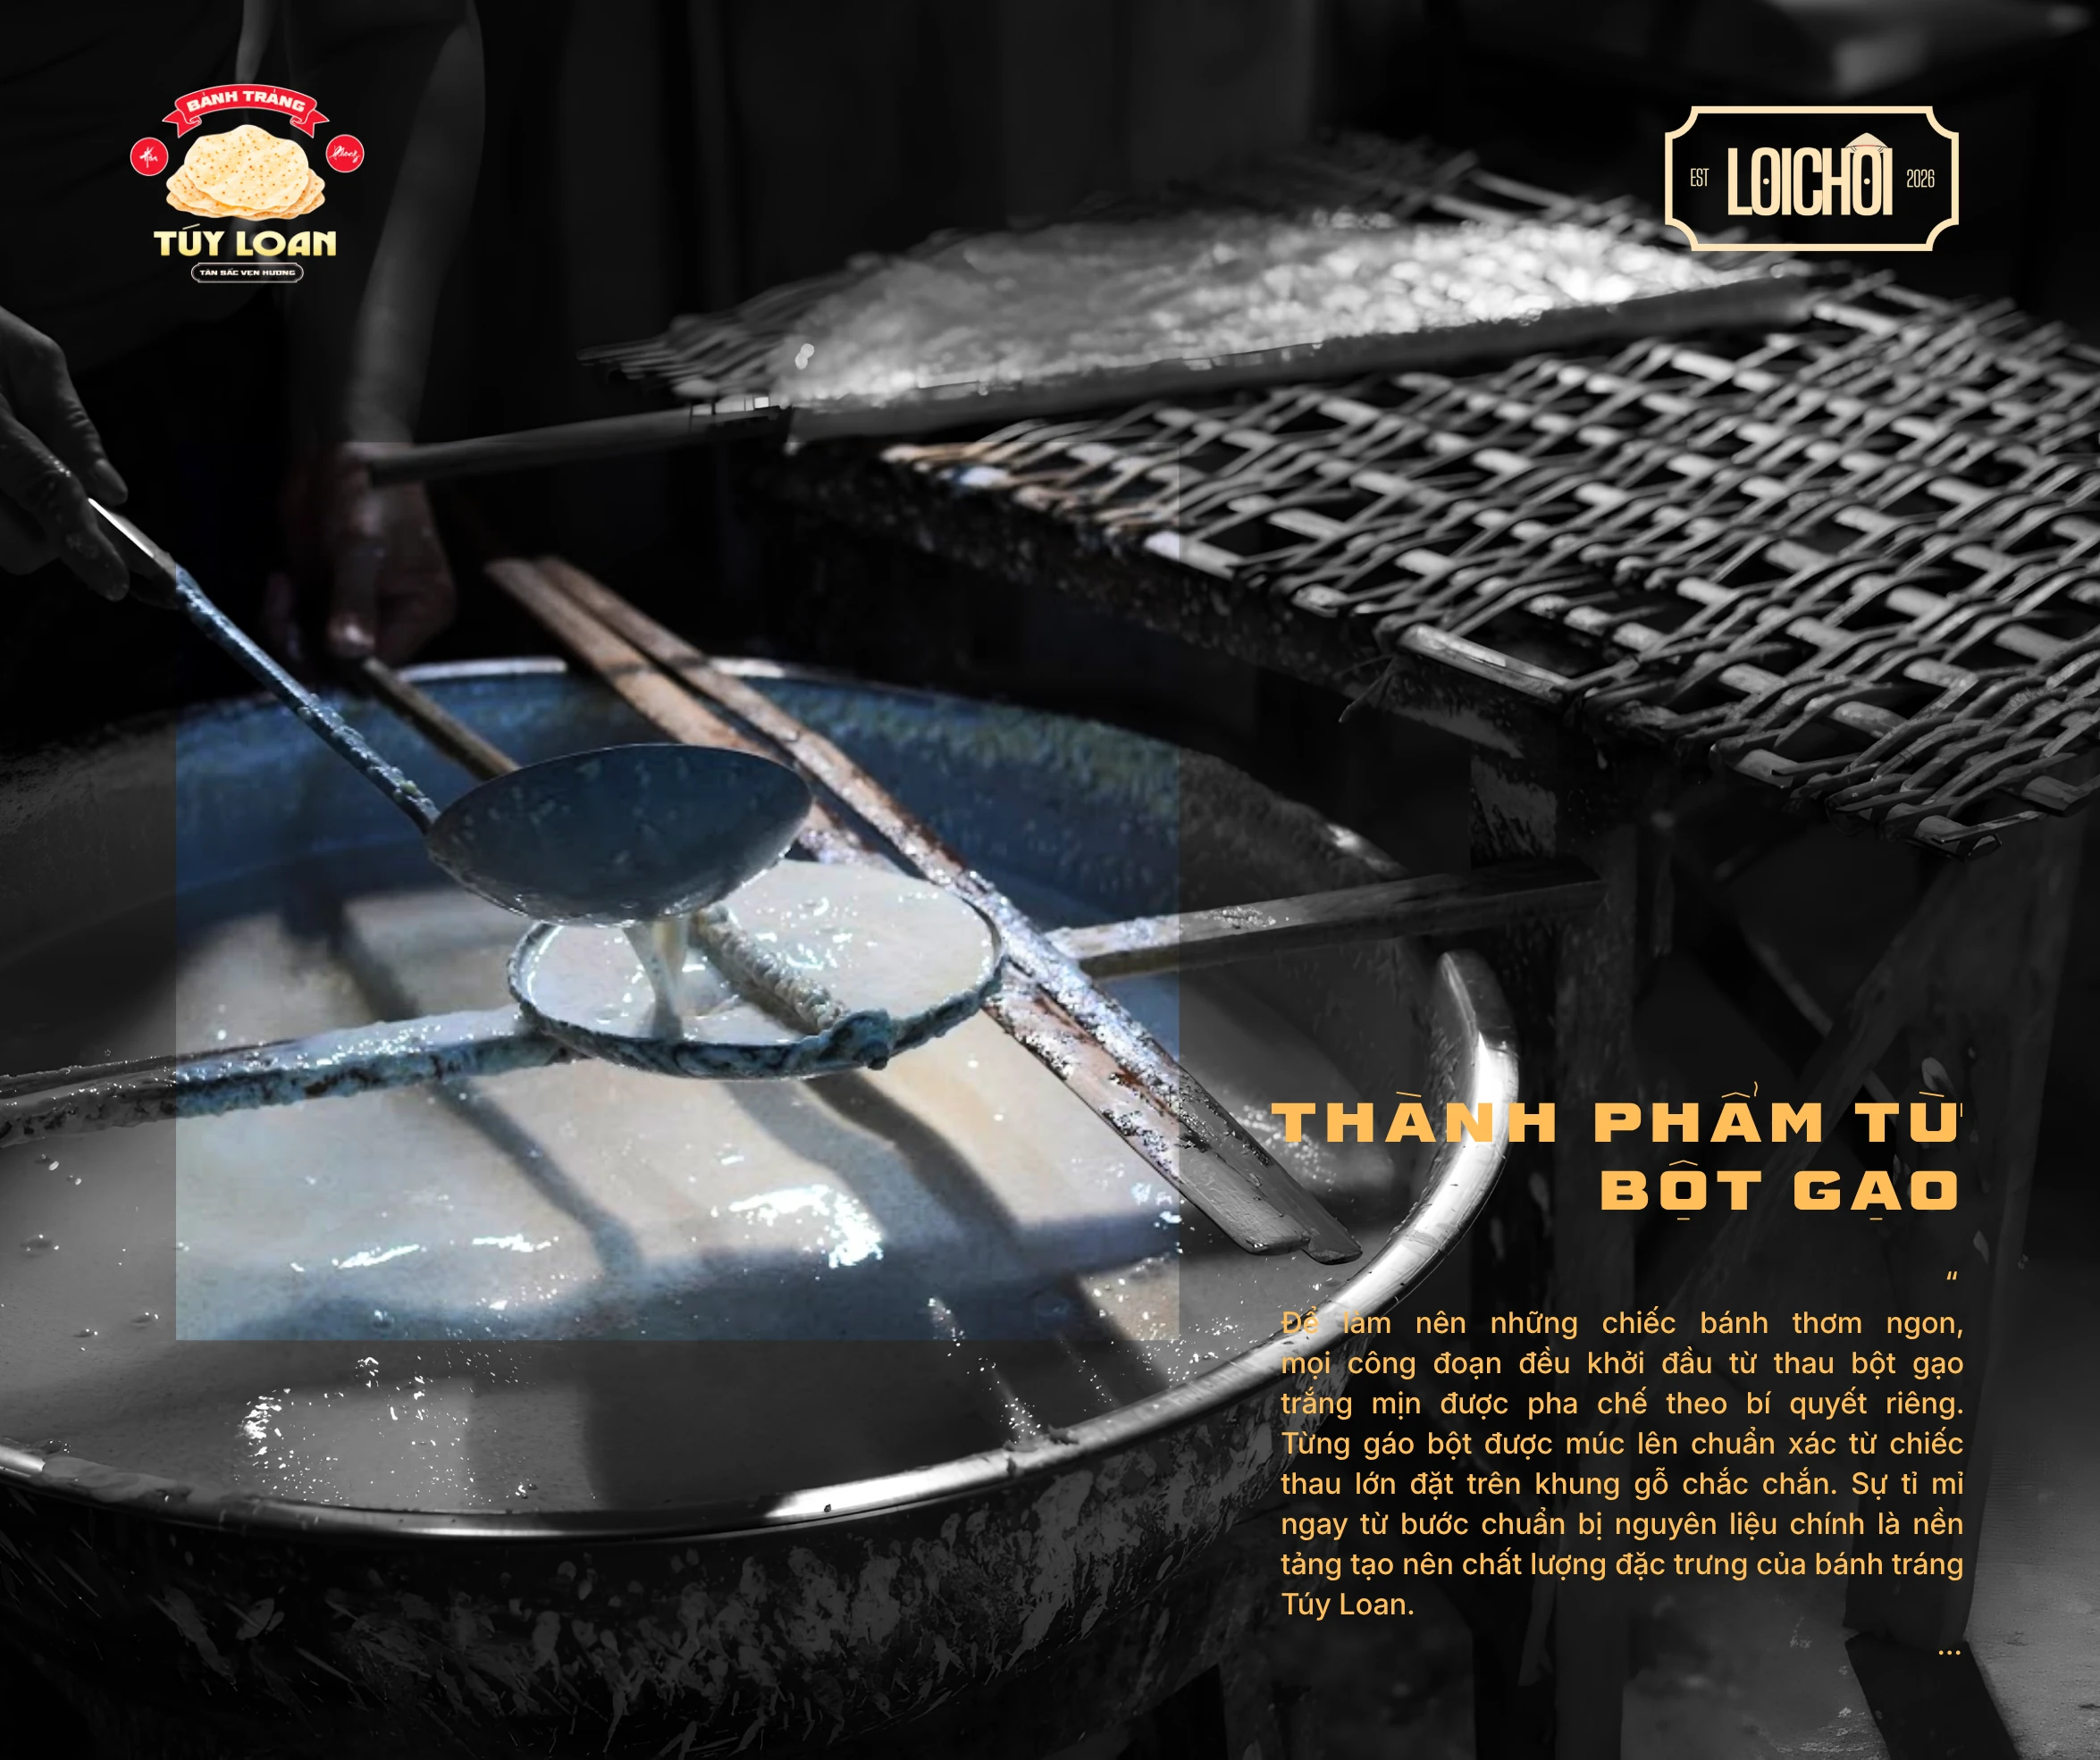 BÁNH TRÁNG
TÚY LOAN
TÂN SẮC VẸN HƯƠNG
EST
LOICHOI
2026
THÀNH PHẨM TỪ
BỘT GẠO
“
Để làm nên những chiếc bánh thơm ngon,
mọi công đoạn đều khởi đầu từ thau bột gạo
trắng mịn được pha chế theo bí quyết riêng.
Từng gáo bột được múc lên chuẩn xác từ chiếc
thau lớn đặt trên khung gỗ chắc chắn. Sự tỉ mỉ
ngay từ bước chuẩn bị nguyên liệu chính là nền
tảng tạo nên chất lượng đặc trưng của bánh tráng
Túy Loan.
...